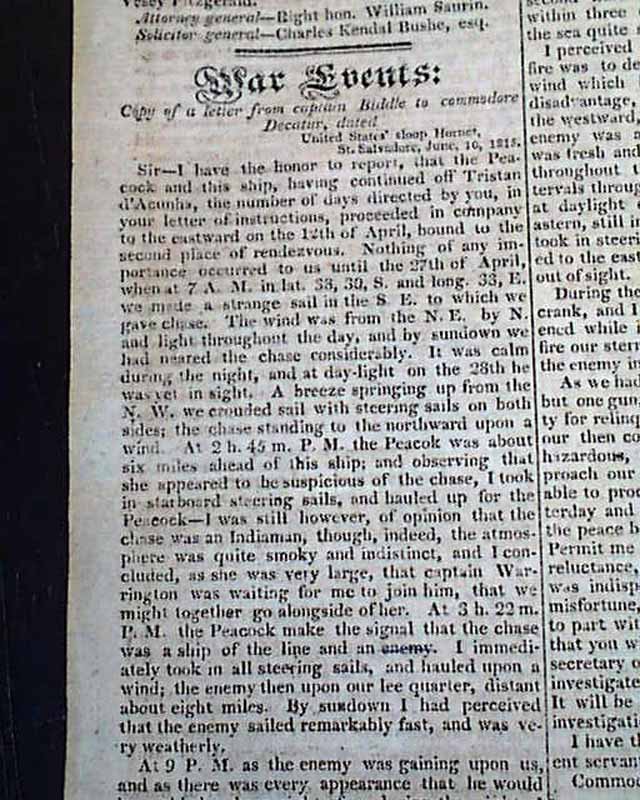 Vesey Fitzgerald.
Attorney general—Right hon. William Saurin.
Solicitor general—Charles Kendal Bushe, esq.
War Events:
Copy of a letter from captain Biddle to commodore
Decatur, dated
United States' sloop Hornet,
St. Salvadore, June, 10, 1815.
Sir—I have the honor to report, that the Pea-
cock and this ship, having continued off Tristan
d'Acunha, the number of days directed by you, in
your letter of instructions, proceeded in company
to the eastward on the 12th of April, bound to the
second place of rendezvous. Nothing of any im-
portance occurred to us until the 27th of April,
when at 7 A. M. in lat. 38, 30, S. and long. 33, E.
we made a strange sail in the S. E. to which we
gave chase. The wind was from the N. E. by N.
and light throughout the day, and by sundown we
had neared the chase considerably. It was calm
during the night, and at day-light on the 28th he
was yet in sight. A breeze springing up from the
N. W. we crouded sail with steering sails on both
sides; the chase standing to the northward upon a
wind. At 2 h. 45 m. P. M. the Peacok was about
six miles ahead of this ship; and observing that
she appeared to be suspicious of the chase, I took
in starboard steering sails, and hauled up for the
Peacock—I was still however, of opinion that the
chase was an Indiaman, though, indeed, the atmos-
phere was quite smoky and indistinct, and I con-
cluded, as she was very large, that captain War-
rington was waiting for me to join him, that we
might together go alongside of her. At 3 h. 22 m.
P. M. the Peacock make the signal that the chase
was a ship of the line and an enemy. I immedi-
ately took in all steering sails, and hauled upon a
wind; the enemy then upon our lee quarter, distant
about eight miles. By sundown I had perceived
that the enemy sailed remarkably fast, and was ve-
ry weatherly,
At 9 P. M. as the enemy was gaining upon us,
and as there was every appearance that he would
within three
the sea quite
I perceived
fire was to de
wind which
disadvantage,
the westward,
enemy was a
was fresh and
throughout t
tervals throug
at daylight
astern, still i
took in steeri
ed to the east
out of sight.
During the
crank, and I
ened while i
fire our stern
the enemy in
As we had
but one gun,
ty for relinq
our then co
hazardous,
proach our
able to proc
terday and
the peace b
Permit me
reluctance,
was indisp
misfortune,
to part wit
that you w
secretary o
investigate
It will be
investigati
I have t
ent servan
Commod